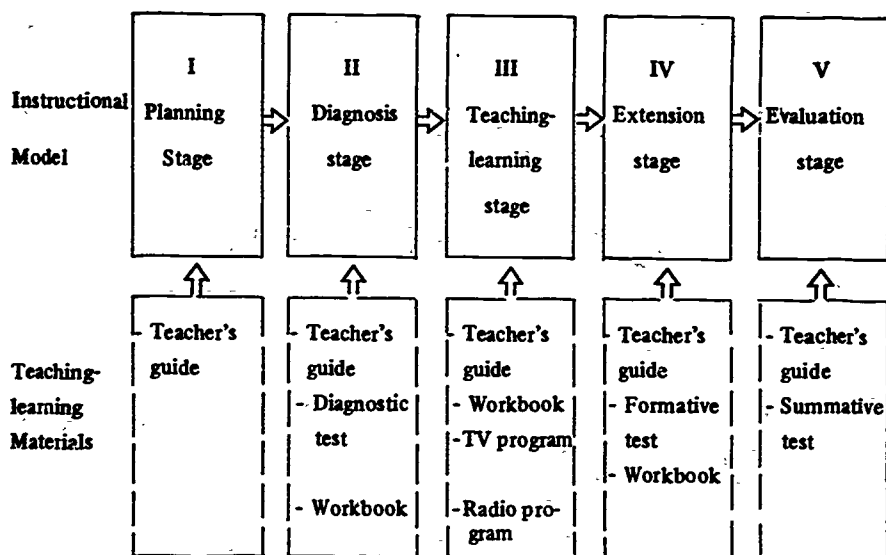 Instructional
Model
I
Planning
Stage
II
Diagnosis
stage
III
Teaching-
learning
stage
IV
Extension
stage
V
Evaluation
stage
Teaching-
learning
Materials
- Teacher's
guide
- Teacher's
guide
- Diagnostic
test
- Workbook
- Teacher's
guide
- Workbook
- TV program
- Radio pro-
gram
- Teacher's
guide
- Formative
test
- Workbook
- Teacher's
guide
- Summative
test